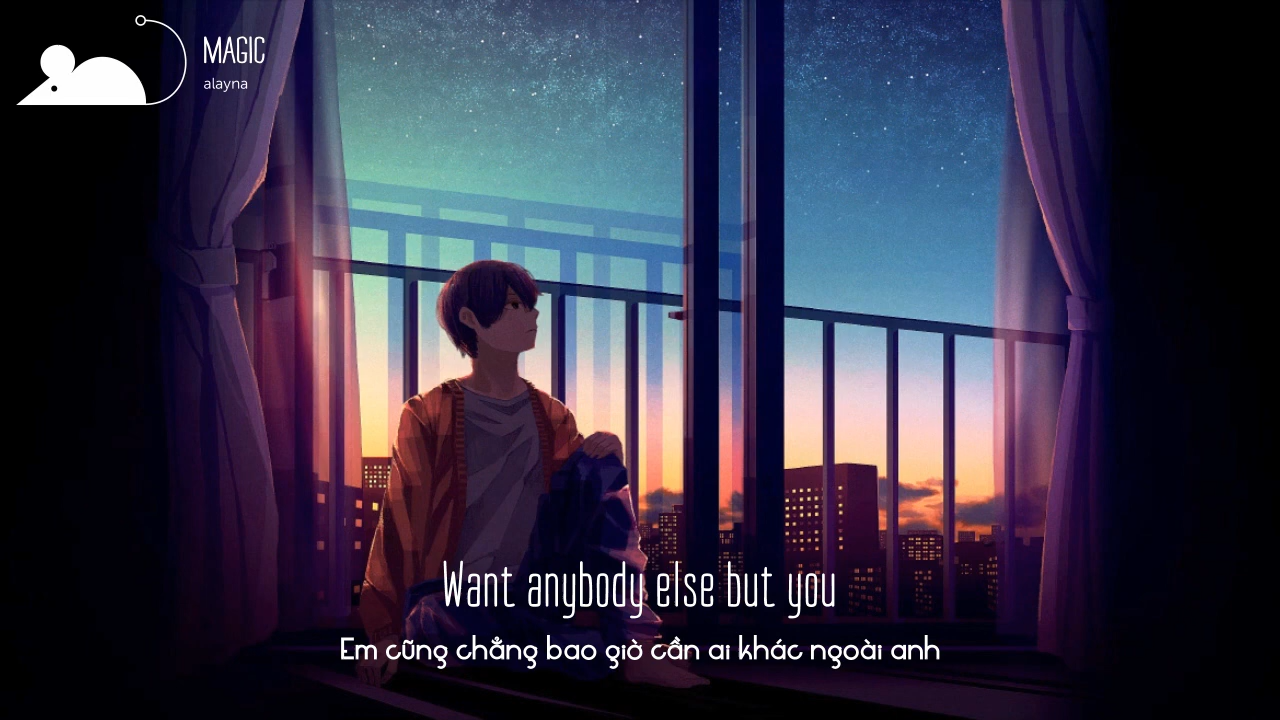 MAGIC
alayna
Want anybody else but you
Em cũng chẳng bao giờ cần ai khác ngoài anh